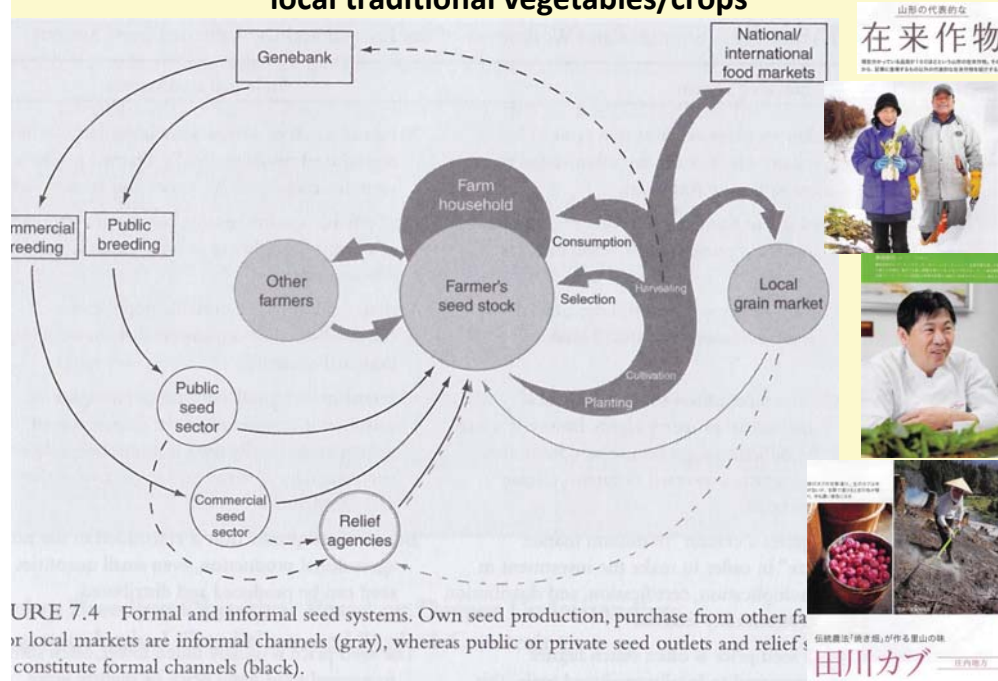 local traditional vegetables/crops
山形の代表的な
在来作物
Genebank
National/
international
food markets
mmercial
reeding
Public
breeding
Farm
household
Consumption
Other
farmers
Farmer's
seed stock
Selection
Harvesting
Local
grain market
Cultivation
Planting
Public
seed
sector
Commercial
seed
sector
Relief
agencies
URE 7.4 Formal and informal seed systems. Own seed production, purchase from other fa
or local markets are informal channels (gray), whereas public or private seed outlets and relief s
constitute formal channels (black).
伝統農法「焼き畑」が作る里山の味
田川カブ
庄内地方